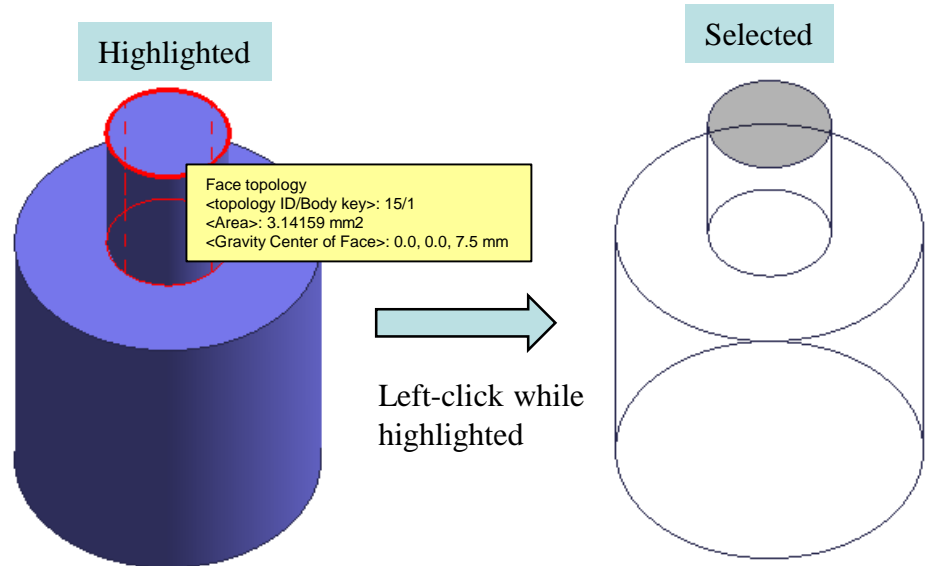 Highlighted
Selected
Face topology
<topology ID/Body key>: 15/1
<Area>: 3.14159 mm2
<Gravity Center of Face>: 0.0, 0.0, 7.5 mm
Left-click while
highlighted